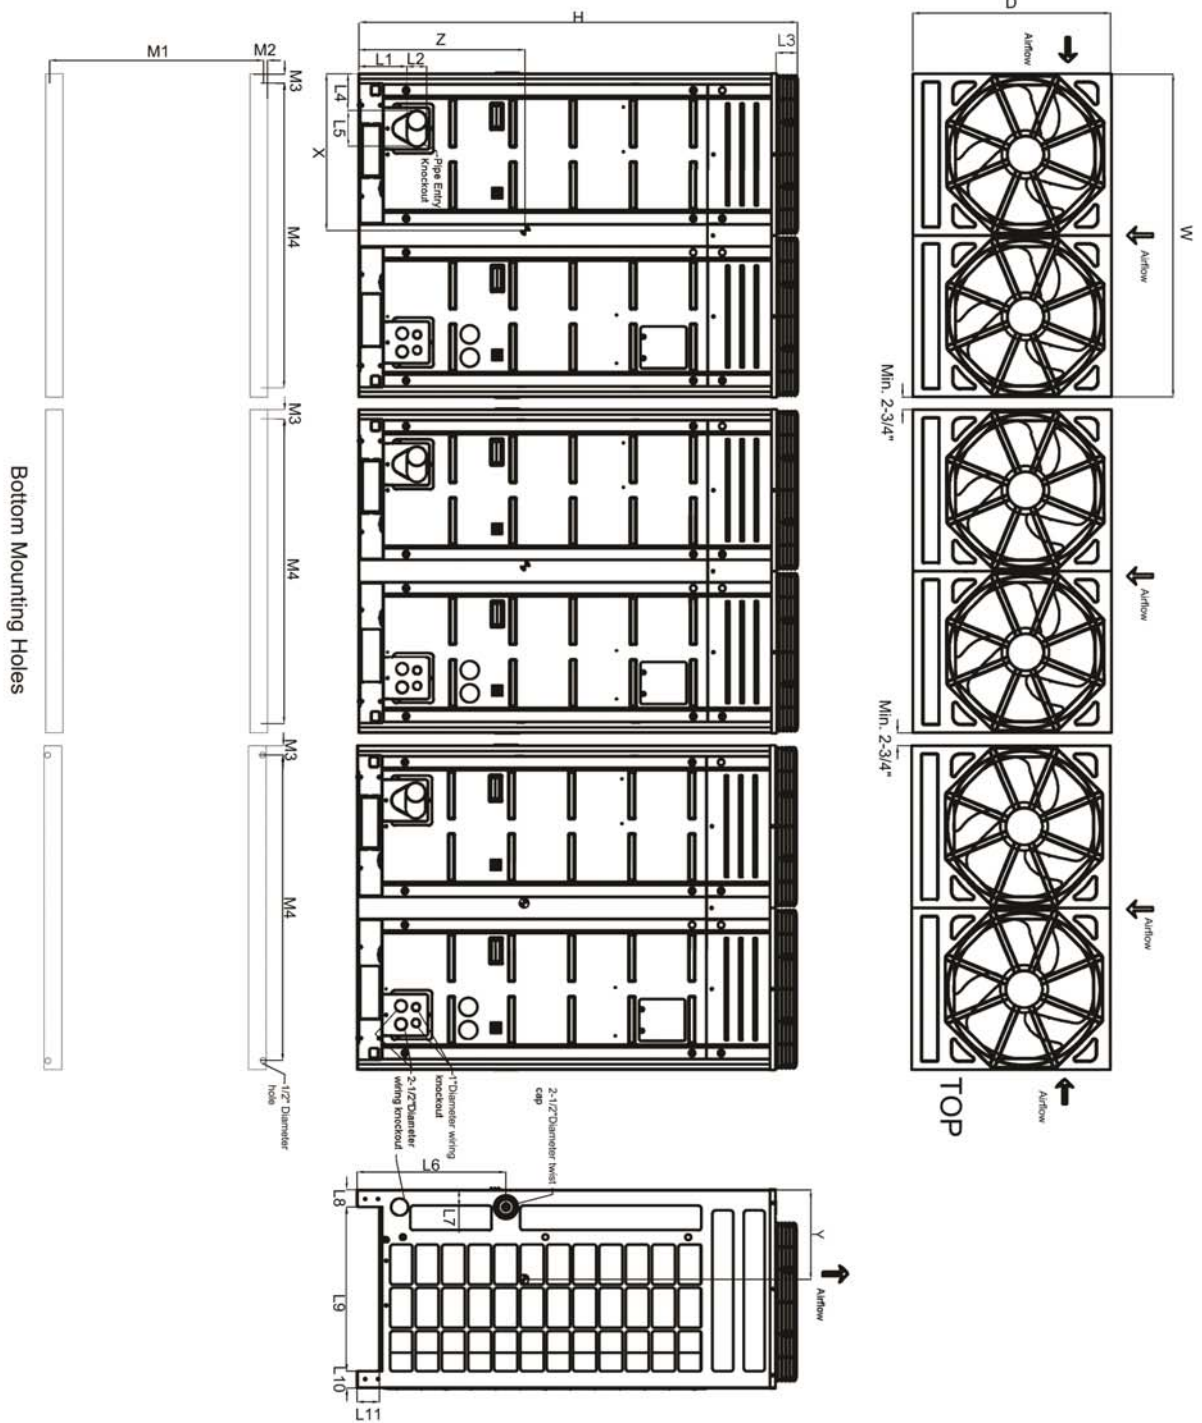 H
D
Z
L1
L2
L3
Airflow
M1
M2
M3
L4
L5
X
Pipe Entry
Knockout
W
M4
Airflow
Min. 2-3/4"
M3
M4
Airflow
Bottom Mounting Holes
Min. 2-3/4"
M3
M4
Airflow
1/2" Diameter
hole
1"Diameter wiring
knockout
2-1/2"Diameter
wiring knockout
2-1/2"Diameter twist
cap
TOP
Airflow
L6
L8
L7
Y
Airflow
L9
L10
L11